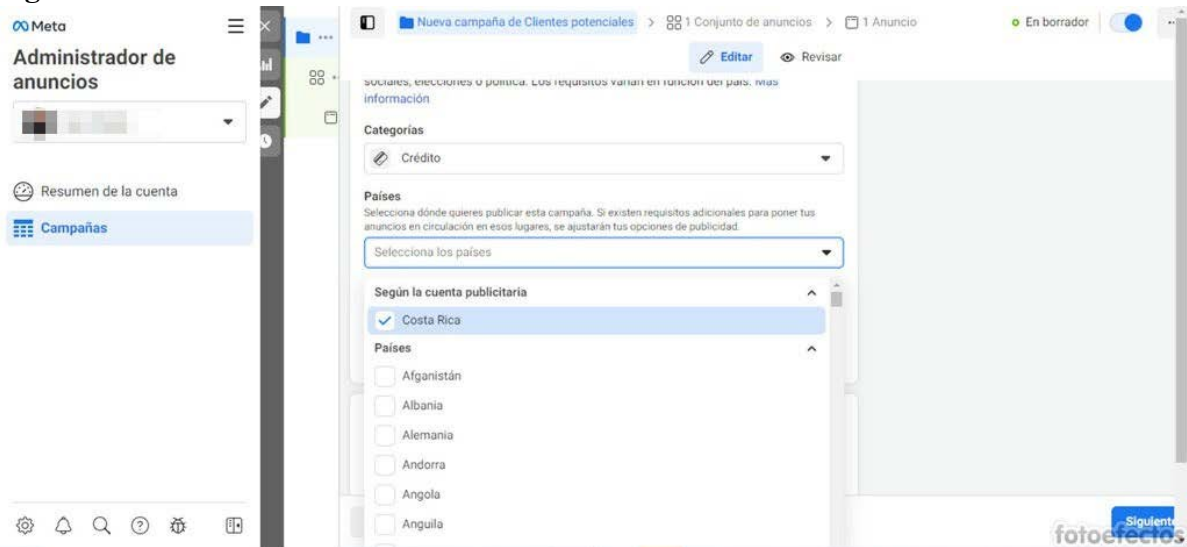 Meta
Administrador de
anuncios
Resumen de la cuenta
Campañas
Nueva campaña de Clientes potenciales > 1 Conjunto de anuncios > 1 Anuncio
En borrador
Editar
Revisar
sociales, elecciones o política. Los requisitos varían en función del país. Más
información
Categorías
Crédito
Países
Selecciona dónde quieres publicar esta campaña. Si existen requisitos adicionales para poner tus
anuncios en circulación en esos lugares, se ajustarán tus opciones de publicidad.
Selecciona los países
Según la cuenta publicitaria
Costa Rica
Países
Afganistán
Albania
Alemania
Andorra
Angola
Anguila
Siguiente
fotoefectos